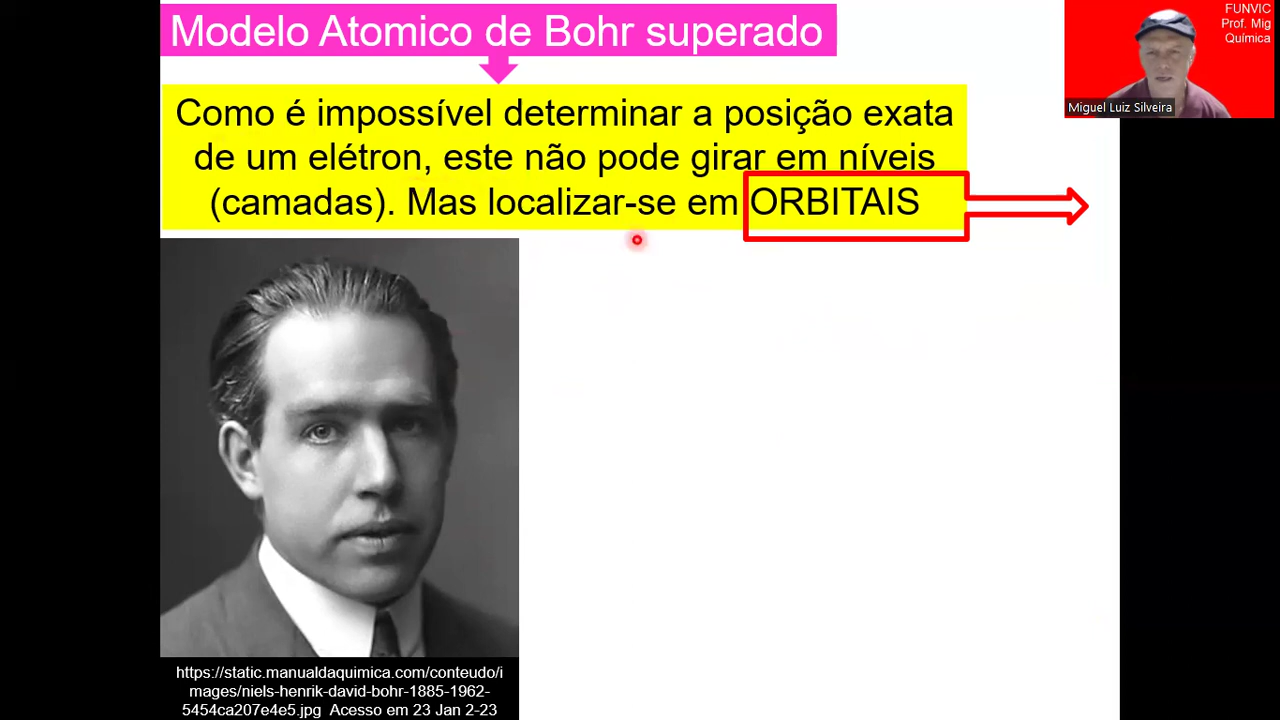 Modelo Atomico de Bohr superado
Como é impossível determinar a posição exata
de um elétron, este não pode girar em níveis
(camadas). Mas localizar-se em ORBITAIS
FUNVIC
Prof. Mig
Química
Miguel Luiz Silveira
https://static.manualdaquimica.com/conteudo/i
mages/niels-henrik-david-bohr-1885-1962-
5454ca207e4e5.jpg Acesso em 23 Jan 2-23